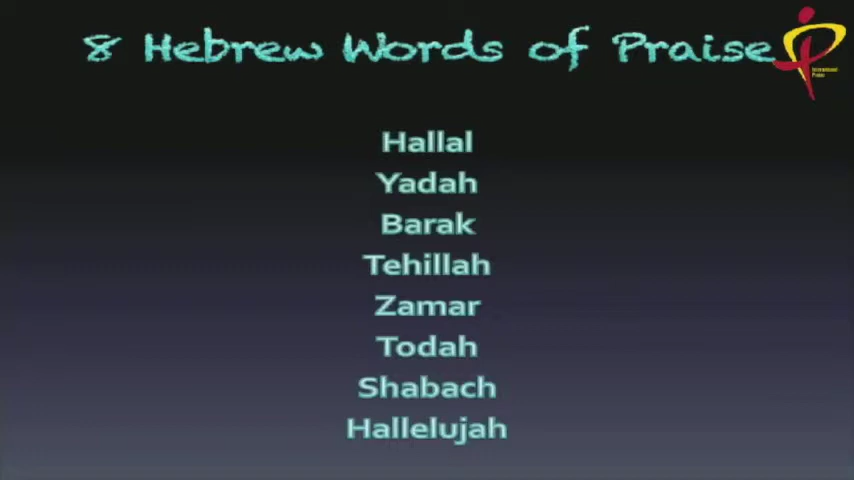 8 Hebrew Words of Praise
Hallal
Yadah
Barak
Tehillah
Zamar
Todah
Shabach
Hallelujah